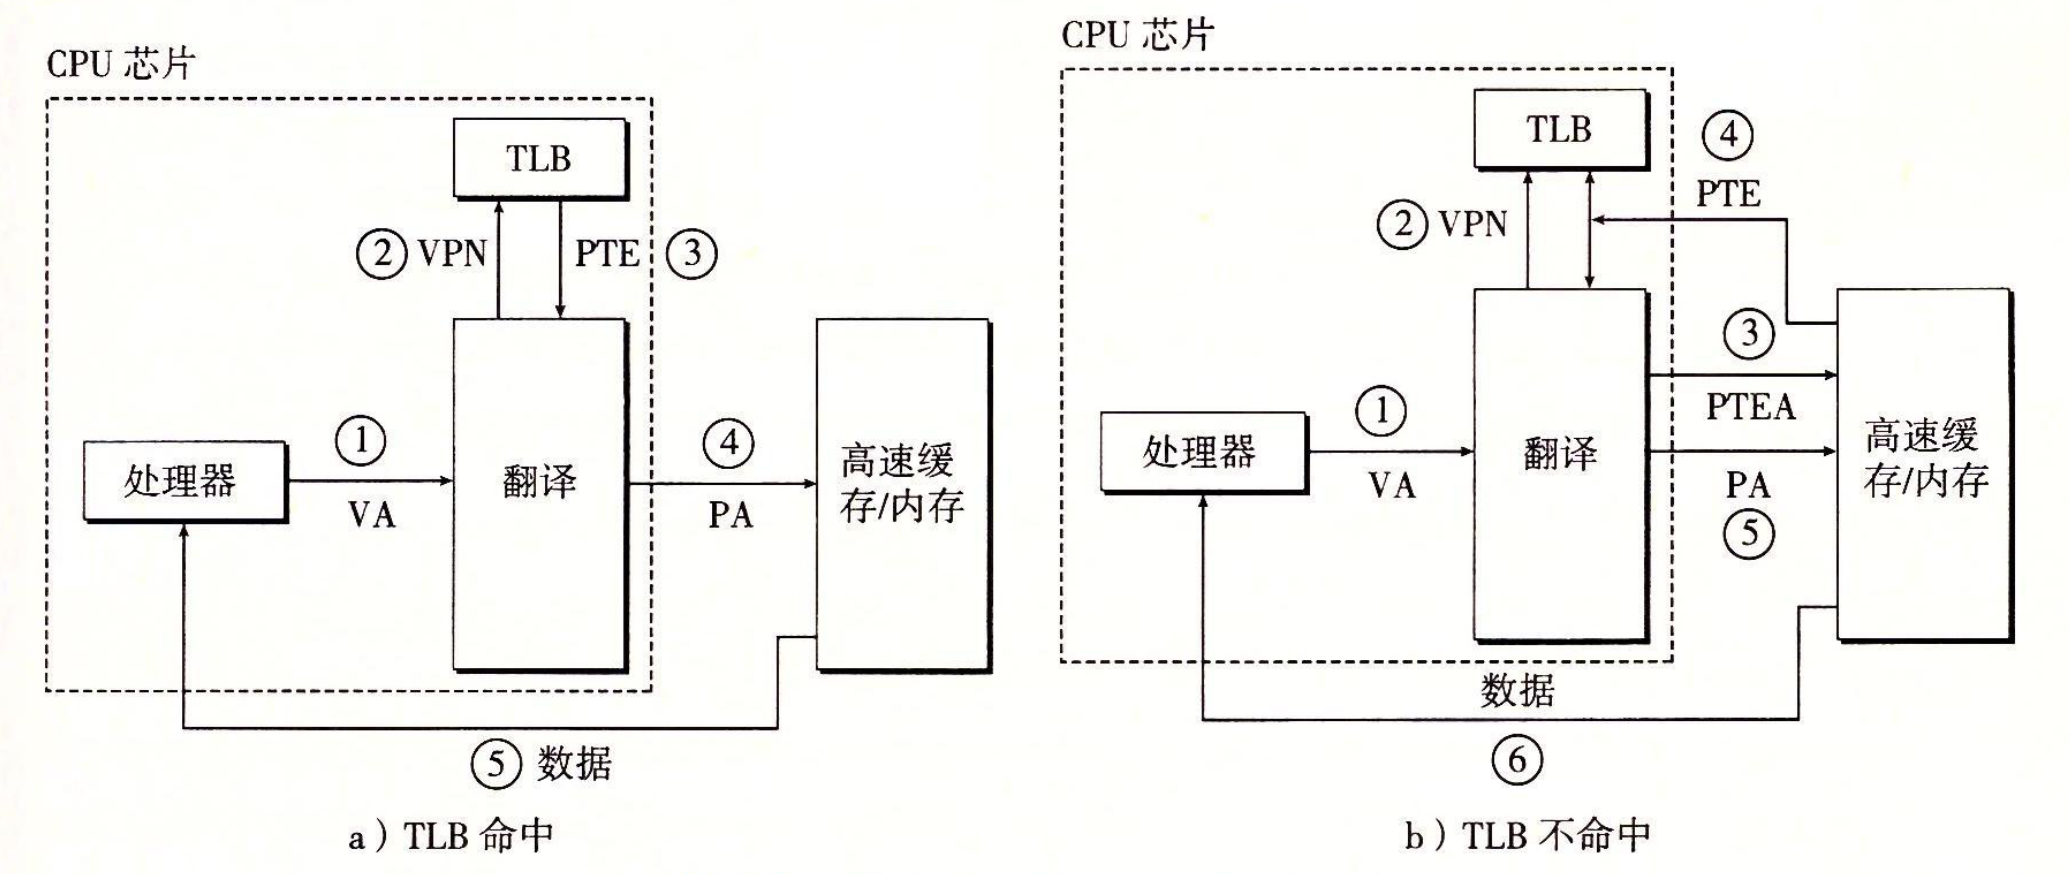 CPU 芯片
TLB
② VPN
PTE ③
处理器
①
VA
翻译
④
PA
高速缓
存/内存
⑤ 数据
a）TLB 命中
CPU 芯片
TLB
④
PTE
② VPN
③
PTEA
处理器
①
VA
翻译
PA
⑤
高速缓
存/内存
数据
⑥
b）TLB 不命中